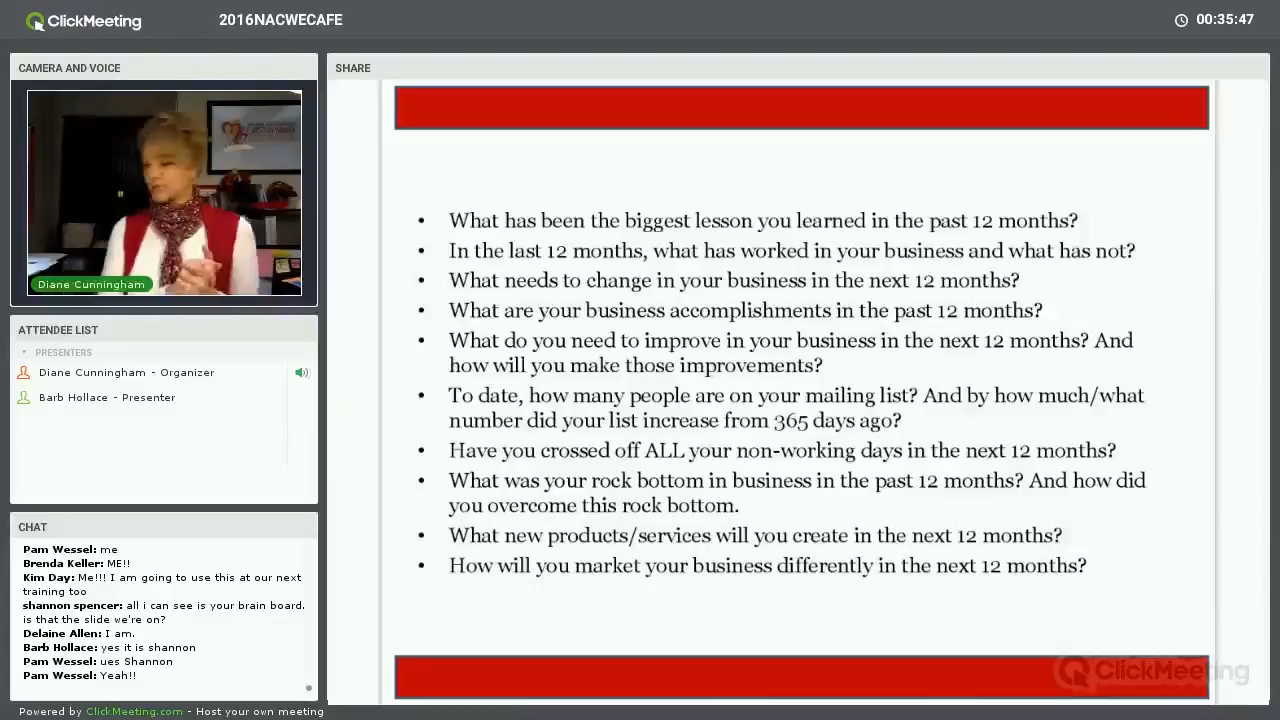 ClickMeeting
2016NACWECAFE
00:35:47
CAMERA AND VOICE
Diane Cunningham
ATTENDEE LIST
PRESENTERS
Diane Cunningham - Organizer
Barb Hollace - Presenter
CHAT
Pam Wessel: me
Brenda Keller: ME!!
Kim Day: Me!!! I am going to use this at our next
training too
shannon spencer: all i can see is your brain board.
is that the slide we're on?
Delaine Allen: I am.
Barb Hollace: yes it is shannon
Pam Wessel: ues Shannon
Pam Wessel: Yeah!!
SHARE
• What has been the biggest lesson you learned in the past 12 months?
• In the last 12 months, what has worked in your business and what has not?
• What needs to change in your business in the next 12 months?
• What are your business accomplishments in the past 12 months?
• What do you need to improve in your business in the next 12 months? And
how will you make those improvements?
• To date, how many people are on your mailing list? And by how much/what
number did your list increase from 365 days ago?
• Have you crossed off ALL your non-working days in the next 12 months?
• What was your rock bottom in business in the past 12 months? And how did
you overcome this rock bottom.
• What new products/services will you create in the next 12 months?
• How will you market your business differently in the next 12 months?
ClickMeeting
Powered by ClickMeeting.com - Host your own meeting